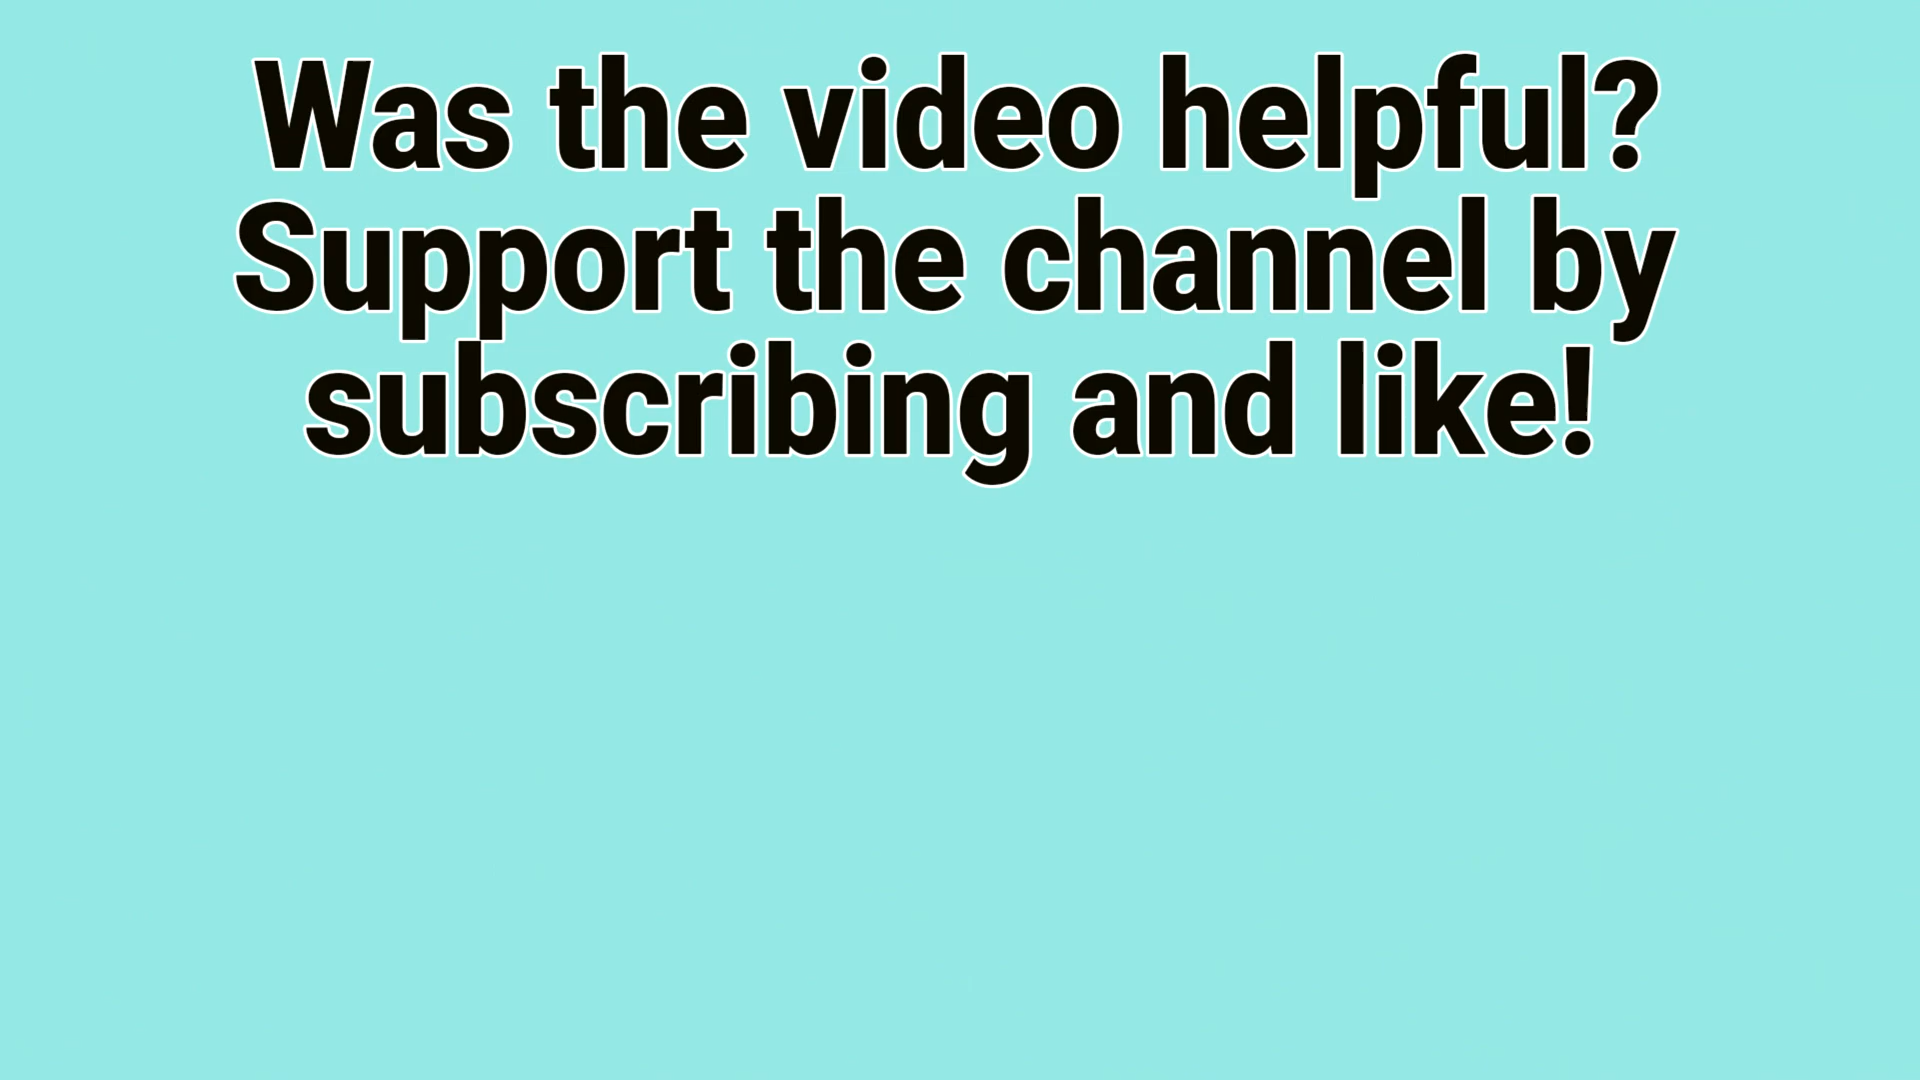 Was the video helpful?
Support the channel by
subscribing and like!